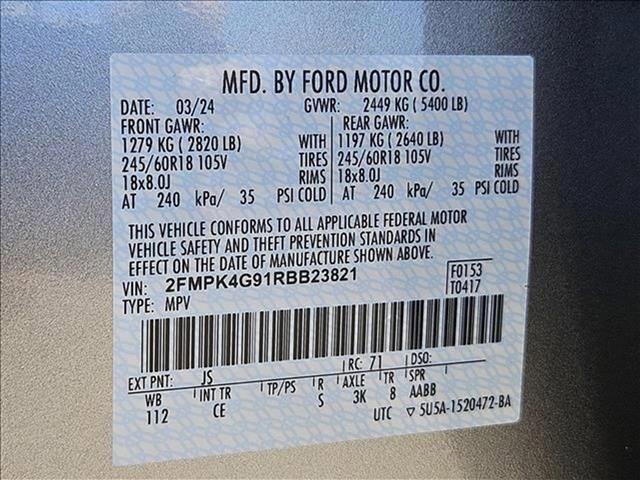 MFD. BY FORD MOTOR CO.
DATE: 03/24 GVWR: 2449 KG ( 5400 LB)
FRONT GAWR: REAR GAWR:
1279 KG ( 2820 LB) WITH 1197 KG ( 2640 LB) WITH
245/60R18 105V TIRES 245/60R18 105V TIRES
18x8.0J RIMS 18x8.0J RIMS
AT 240 kPa/ 35 PSI COLD AT 240 kPa/ 35 PSI COLD
THIS VEHICLE CONFORMS TO ALL APPLICABLE FEDERAL MOTOR
VEHICLE SAFETY AND THEFT PREVENTION STANDARDS IN
EFFECT ON THE DATE OF MANUFACTURE SHOWN ABOVE.
VIN: 2FMPK4G91RBB23821 F0153
TYPE: MPV T0417
EXT PNT: JS RC: 71 DSO:
WB INT TR TP/PS R AXLE TR SPR
112 CE S 3K 8 AABB
UTC ▽ 5U5A-1520472-BA